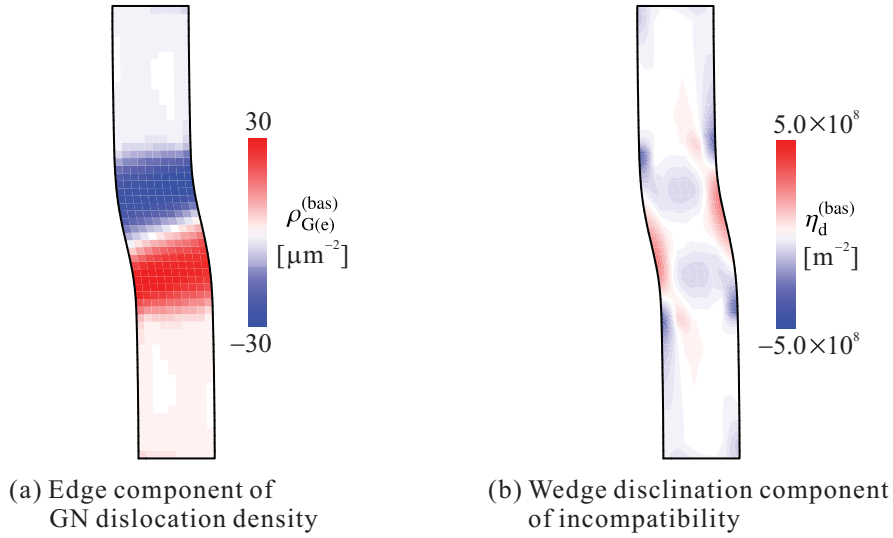 30
ρ_{G(e)}^{(bas)}
[μm⁻²]
−30
(a) Edge component of
GN dislocation density
5.0×10⁸
η_d^{(bas)}
[m⁻²]
−5.0×10⁸
(b) Wedge disclination component
of incompatibility